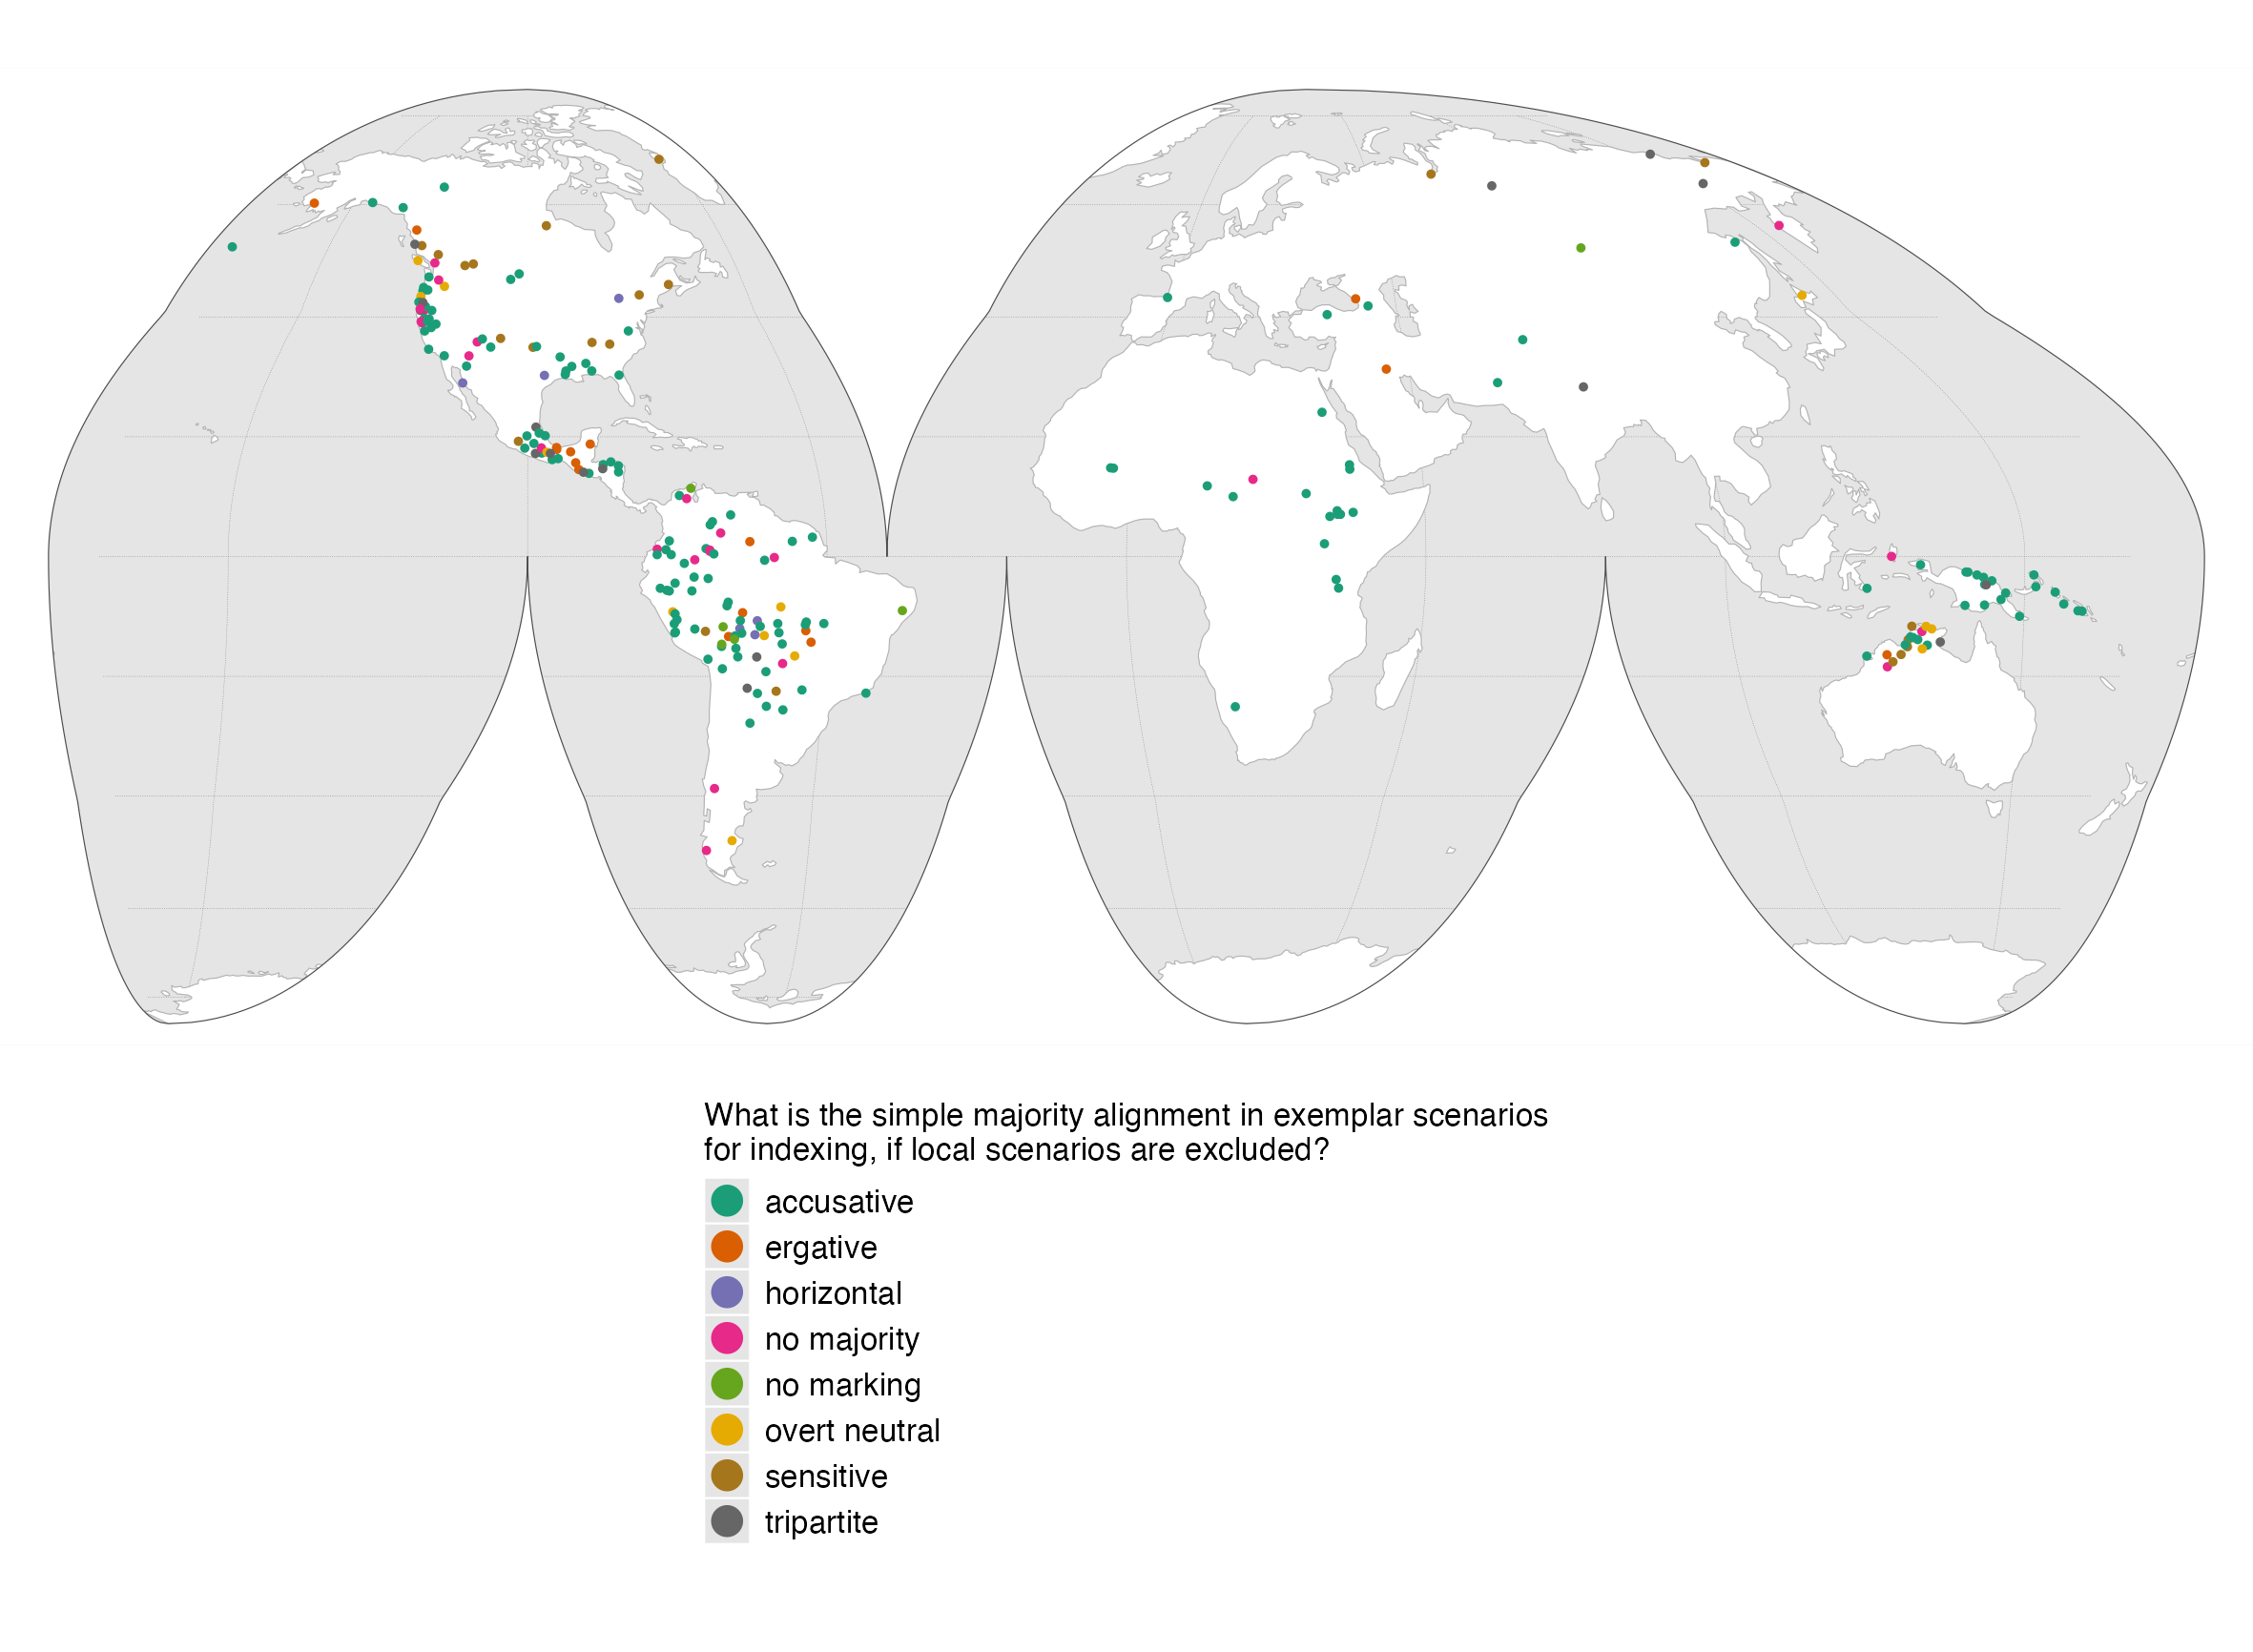 What is the simple majority alignment in exemplar scenarios
for indexing, if local scenarios are excluded?
accusative
ergative
horizontal
no majority
no marking
overt neutral
sensitive
tripartite